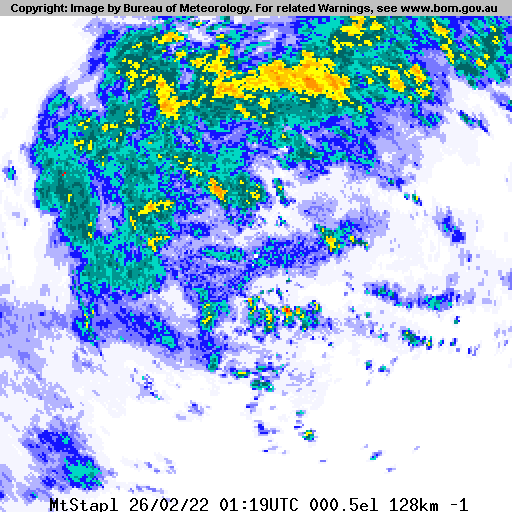 Copyright: Image by Bureau of Meteorology. For related Warnings, see www.bom.gov.au
MtStapl 26/02/22 01:19UTC 000.5el 128km -1